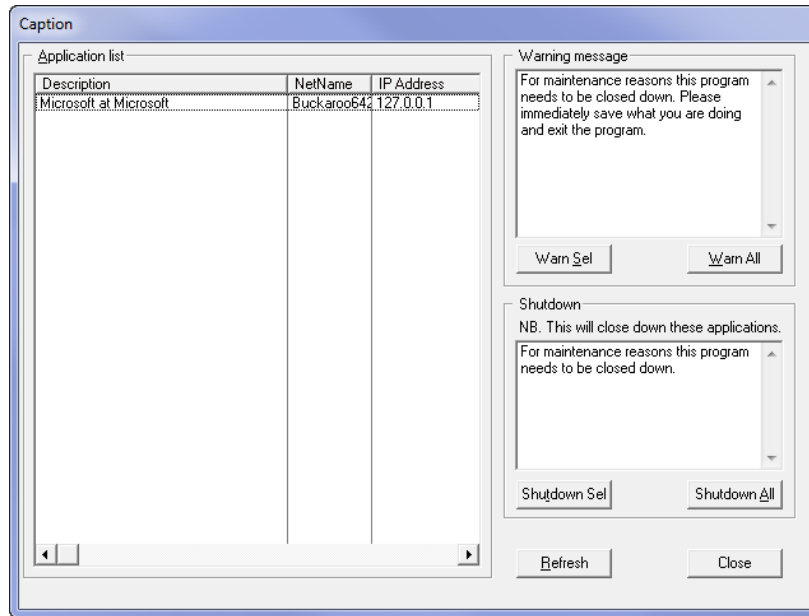 Caption
Application list
Description NetName IP Address
Microsoft at Microsoft Buckaroo642 127.0.0.1
Warning message
For maintenance reasons this program
needs to be closed down. Please
immediately save what you are doing
and exit the program.
Warn Sel Warn All
Shutdown
NB. This will close down these applications.
For maintenance reasons this program
needs to be closed down.
Shutdown Sel Shutdown All
Refresh Close